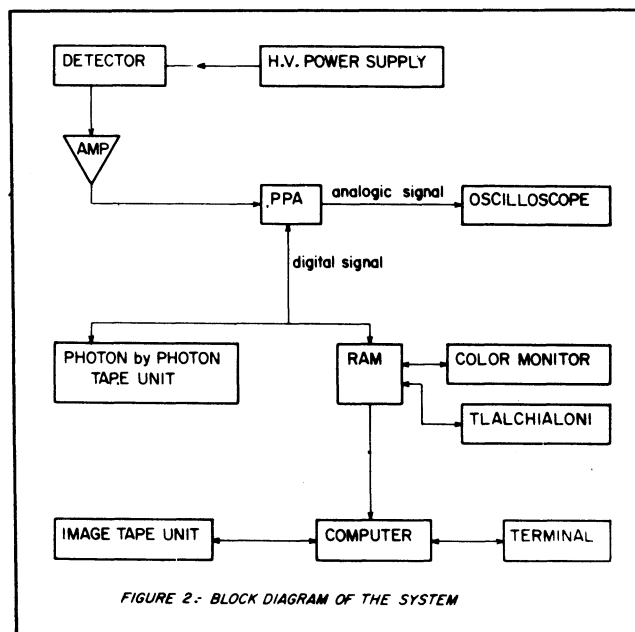 DETECTOR
H.V. POWER SUPPLY
AMP
PPA
analogic signal
OSCILLOSCOPE
digital signal
PHOTON by PHOTON
TAPE UNIT
RAM
COLOR MONITOR
TLALCHIALONI
IMAGE TAPE UNIT
COMPUTER
TERMINAL
FIGURE 2.- BLOCK DIAGRAM OF THE SYSTEM